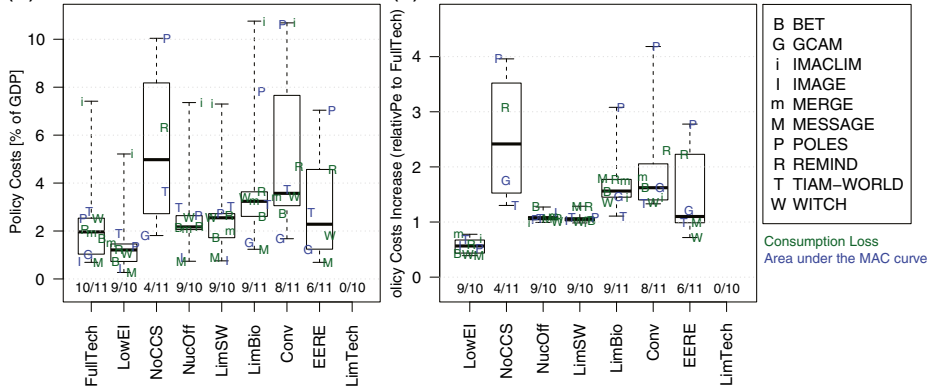 Policy Costs [% of GDP]
0
2
4
6
8
10
10/11 9/10 4/11 9/10 9/10 9/11 8/11 6/11 0/10
FullTech
LowEI
NoCCS
NucOff
LimSW
LimBio
Conv
EERE
LimTech
olicy Costs Increase (relativPe to FullTech)
0
1
2
3
4
9/10 4/11 9/10 9/10 9/11 8/11 6/11 0/10
LowEI
NoCCS
NucOff
LimSW
LimBio
Conv
EERE
LimTech
B BET
G GCAM
i IMACLIM
I IMAGE
m MERGE
M MESSAGE
P POLES
R REMIND
T TIAM−WORLD
W WITCH
Consumption Loss
Area under the MAC curve